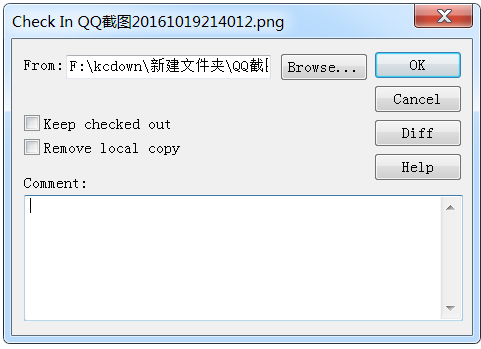 Check In QQ截图20161019214012.png
From: F:\kcdown\新建文件夹\QQ截 Browse... OK
Cancel
Keep checked out
Diff
Remove local copy
Help
Comment: